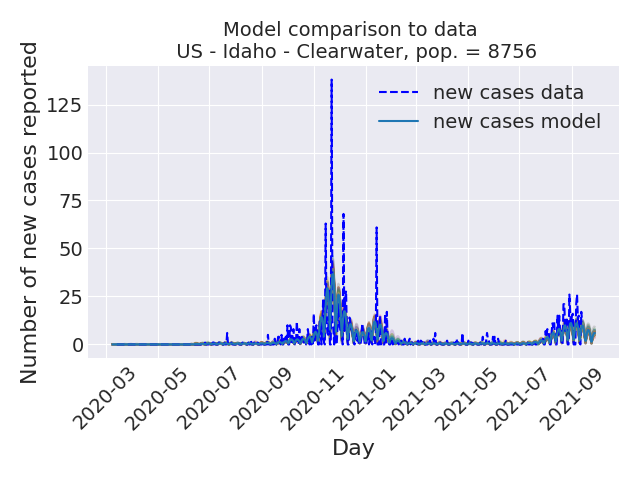 Model comparison to data
US - Idaho - Clearwater, pop. = 8756
Number of new cases reported
125
100
75
50
25
0
new cases data
new cases model
2020-03
2020-05
2020-07
2020-09
2020-11
2021-01
2021-03
2021-05
2021-07
2021-09
Day